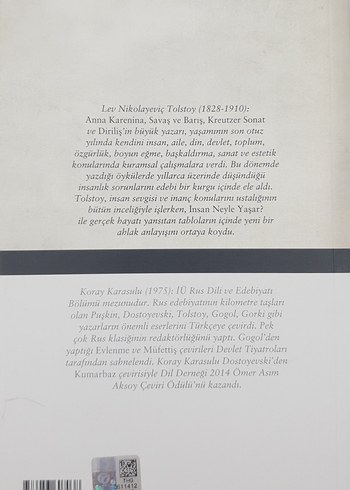 Lev Nikolayeviç Tolstoy (1828-1910):
Anna Karenina, Savaş ve Barış, Kreutzer Sonat
ve Diriliş'in büyük yazarı, yaşamının son otuz
yılında kendini insan, aile, din, devlet, toplum,
özgürlük, boyun eğme, başkaldırma, sanat ve estetik
konularında kuramsal çalışmalara verdi. Bu dönemde
yazdığı öykülerde yıllarca üzerinde düşündüğü
insanlık sorunlarını edebi bir kurgu içinde ele aldı.
Tolstoy, insan sevgisi ve inanç konularını ustalığının
bütün inceliğiyle işlerken, İnsan Neyle Yaşar?
ile gerçek hayatı yansıtan tabloların içinde yeni bir
ahlak anlayışını ortaya koydu.
Koray Karasulu (1975): İÜ Rus Dili ve Edebiyatı
Bölümü mezunudur. Rus edebiyatının kilometre taşları
olan Puşkin, Dostoyevski, Tolstoy, Gogol, Gorki gibi
yazarların önemli eserlerini Türkçeye çevirdi. Pek
çok Rus klasiğinin redaktörlüğünü yaptı. Gogol'den
yaptığı Evlenme ve Müfettiş çevirileri Devlet Tiyatroları
tarafından sahnelendi. Koray Karasulu Dostoyevski'den
Kumarbaz çevirisiyle Dil Derneği 2014 Ömer Asım
Aksoy Çeviri Ödülü'nü kazandı.